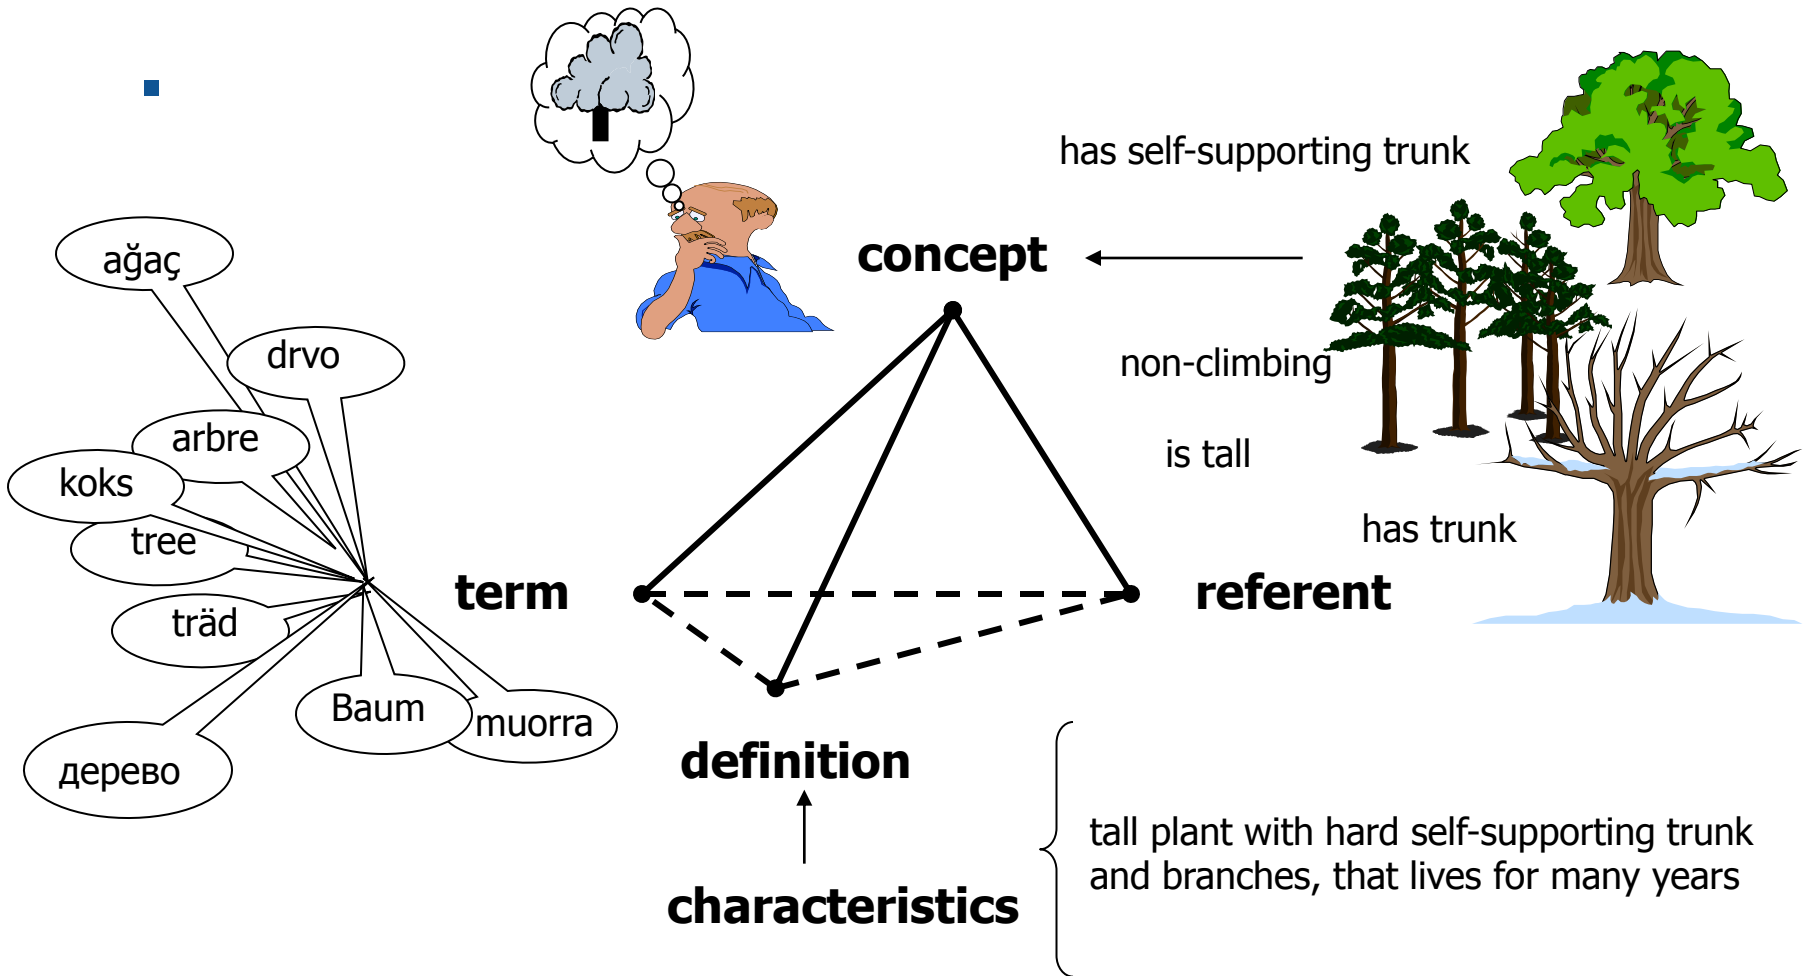 has self-supporting trunk
concept
ağaç
drvo
non-climbing
arbre
is tall
koks
tree
has trunk
term
referent
träd
Baum
muorra
дерево
definition
characteristics
tall plant with hard self-supporting trunk
and branches, that lives for many years